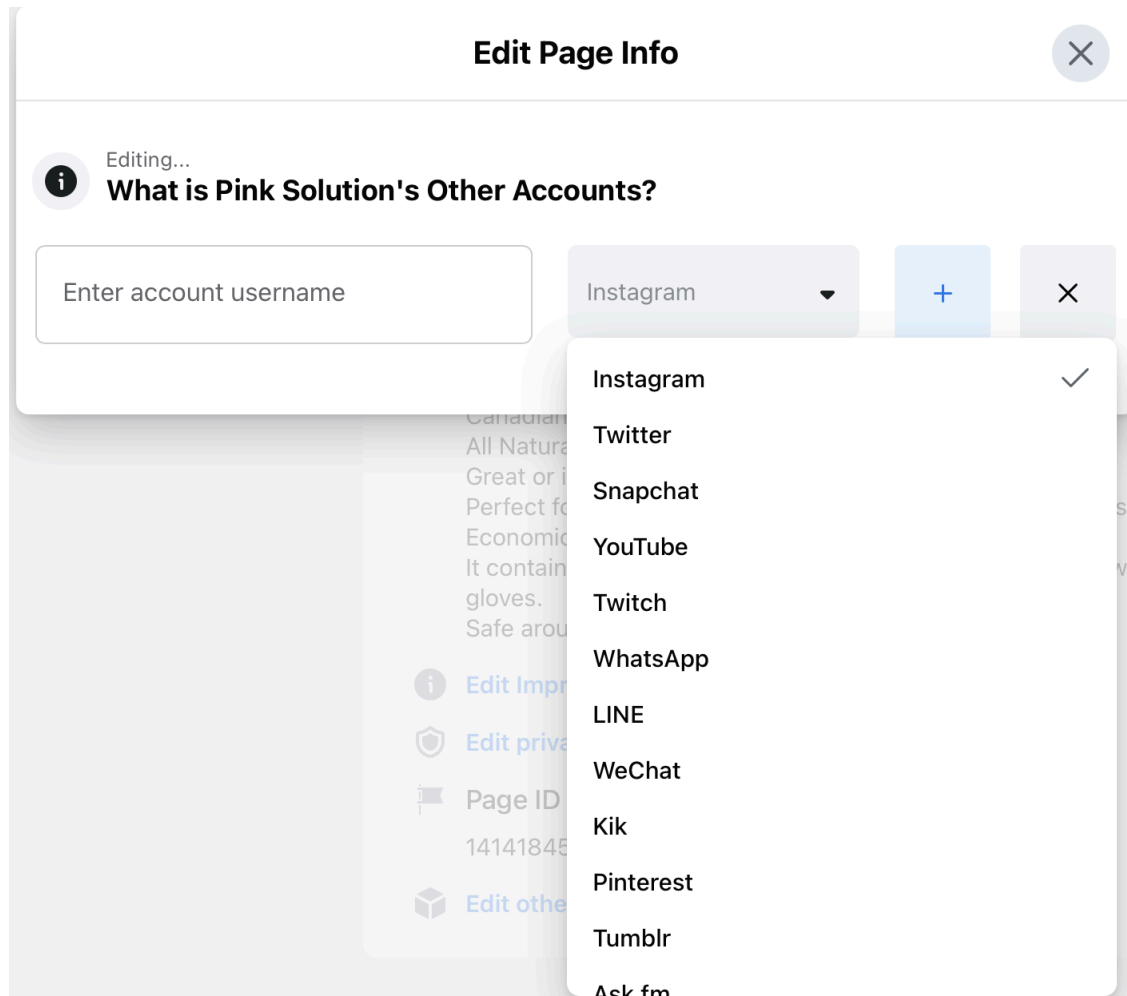 Edit Page Info
Editing...
What is Pink Solution's Other Accounts?
Enter account username
Instagram
Instagram
Twitter
Snapchat
YouTube
Twitch
WhatsApp
LINE
WeChat
Kik
Pinterest
Tumblr
Ask.fm
Canadian
All Natura
Great or i
Perfect fo
Economic
It contain
gloves.
Safe arou
Edit Impr
Edit priva
Page ID
14141845
Edit othe